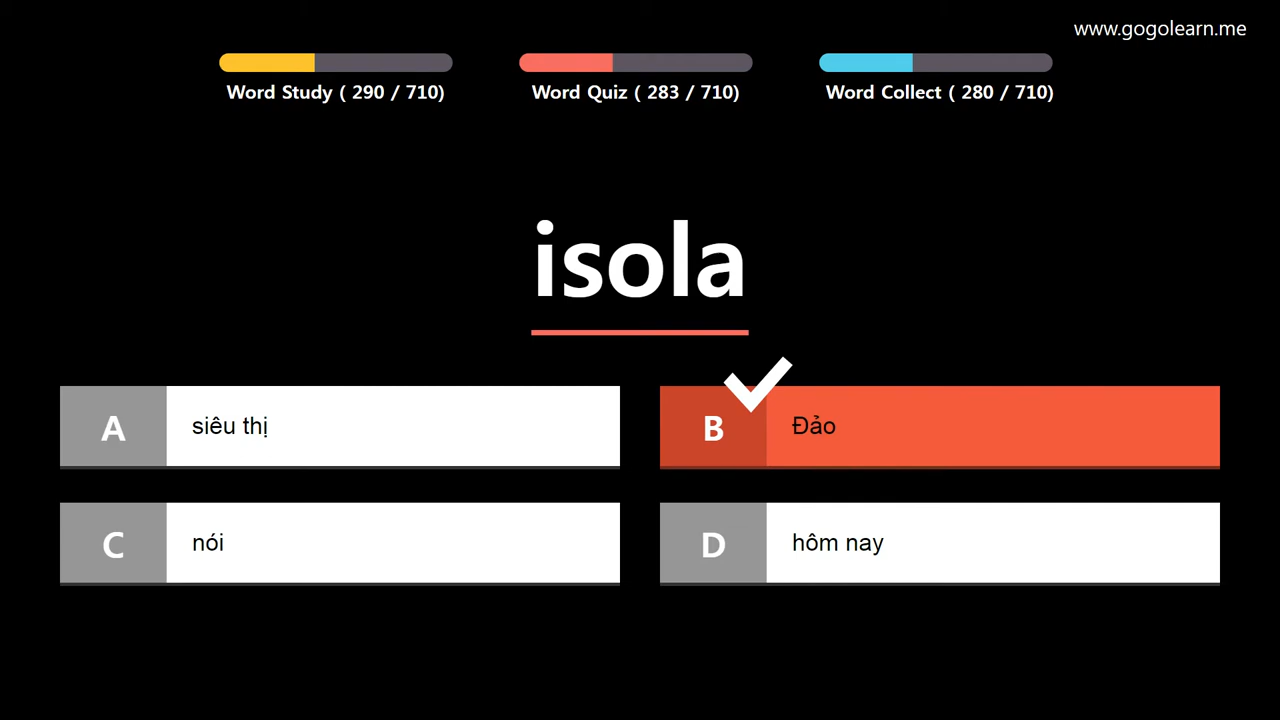 www.gogolearn.me
Word Study ( 290 / 710)
Word Quiz ( 283 / 710)
Word Collect ( 280 / 710)
isola
A siêu thị
B Đảo
C nói
D hôm nay